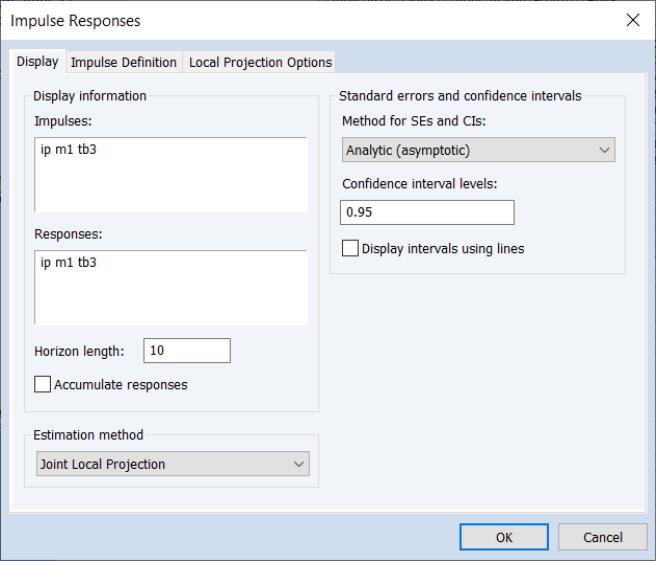 Impulse Responses
Display
Impulse Definition
Local Projection Options
Display information
Impulses:
ip m1 tb3
Responses:
ip m1 tb3
Horizon length: 10
Accumulate responses
Estimation method
Joint Local Projection
Standard errors and confidence intervals
Method for SEs and CIs:
Analytic (asymptotic)
Confidence interval levels:
0.95
Display intervals using lines
OK
Cancel